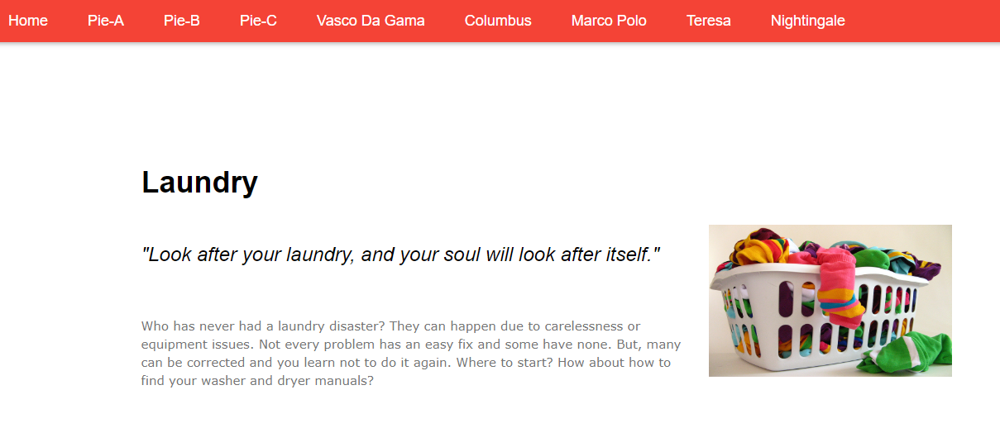 Home Pie-A Pie-B Pie-C Vasco Da Gama Columbus Marco Polo Teresa Nightingale
Laundry
"Look after your laundry, and your soul will look after itself."
Who has never had a laundry disaster? They can happen due to carelessness or
equipment issues. Not every problem has an easy fix and some have none. But, many
can be corrected and you learn not to do it again. Where to start? How about how to
find your washer and dryer manuals?